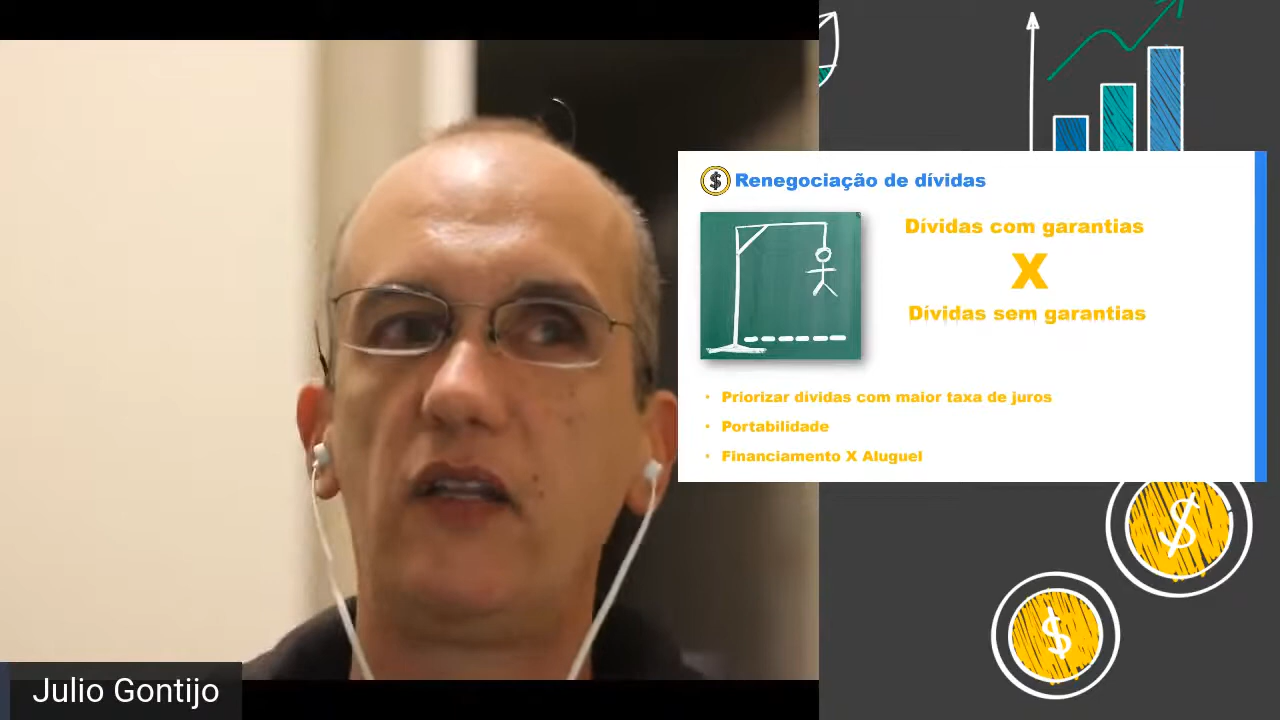 Renegociação de dívidas
Dívidas com garantias
X
Dívidas sem garantias
• Priorizar dívidas com maior taxa de juros
• Portabilidade
• Financiamento X Aluguel
Julio Gontijo